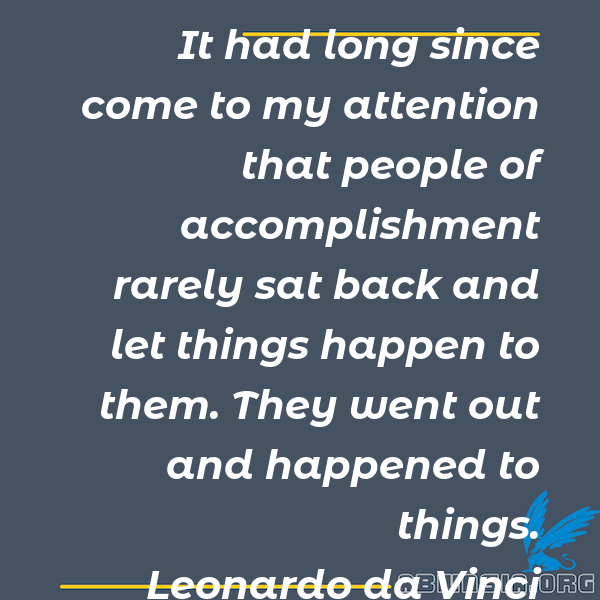 It had long since
come to my attention
that people of
accomplishment
rarely sat back and
let things happen to
them. They went out
and happened to
things.
Leonardo da Vinci